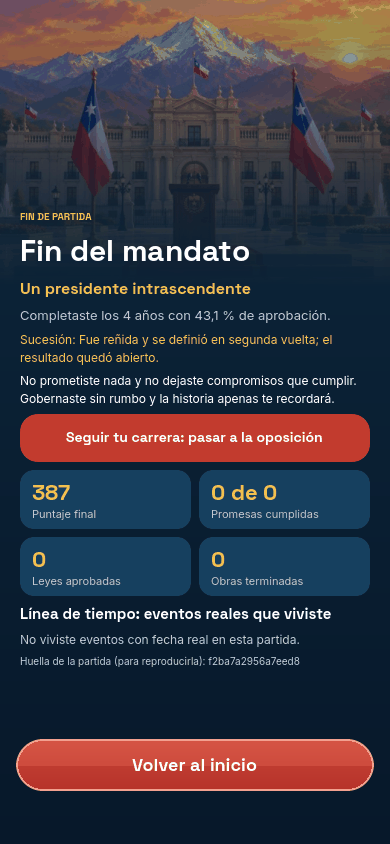 FIN DE PARTIDA
Fin del mandato
Un presidente intrascendente
Completaste los 4 años con 43,1 % de aprobación.
Sucesión: Fue reñida y se definió en segunda vuelta; el
resultado quedó abierto.
No prometiste nada y no dejaste compromisos que cumplir.
Gobernaste sin rumbo y la historia apenas te recordará.
Seguir tu carrera: pasar a la oposición
387
Puntaje final
0 de 0
Promesas cumplidas
0
Leyes aprobadas
0
Obras terminadas
Línea de tiempo: eventos reales que viviste
No viviste eventos con fecha real en esta partida.
Huella de la partida (para reproducirla): f2ba7a2956a7eed8
Volver al inicio